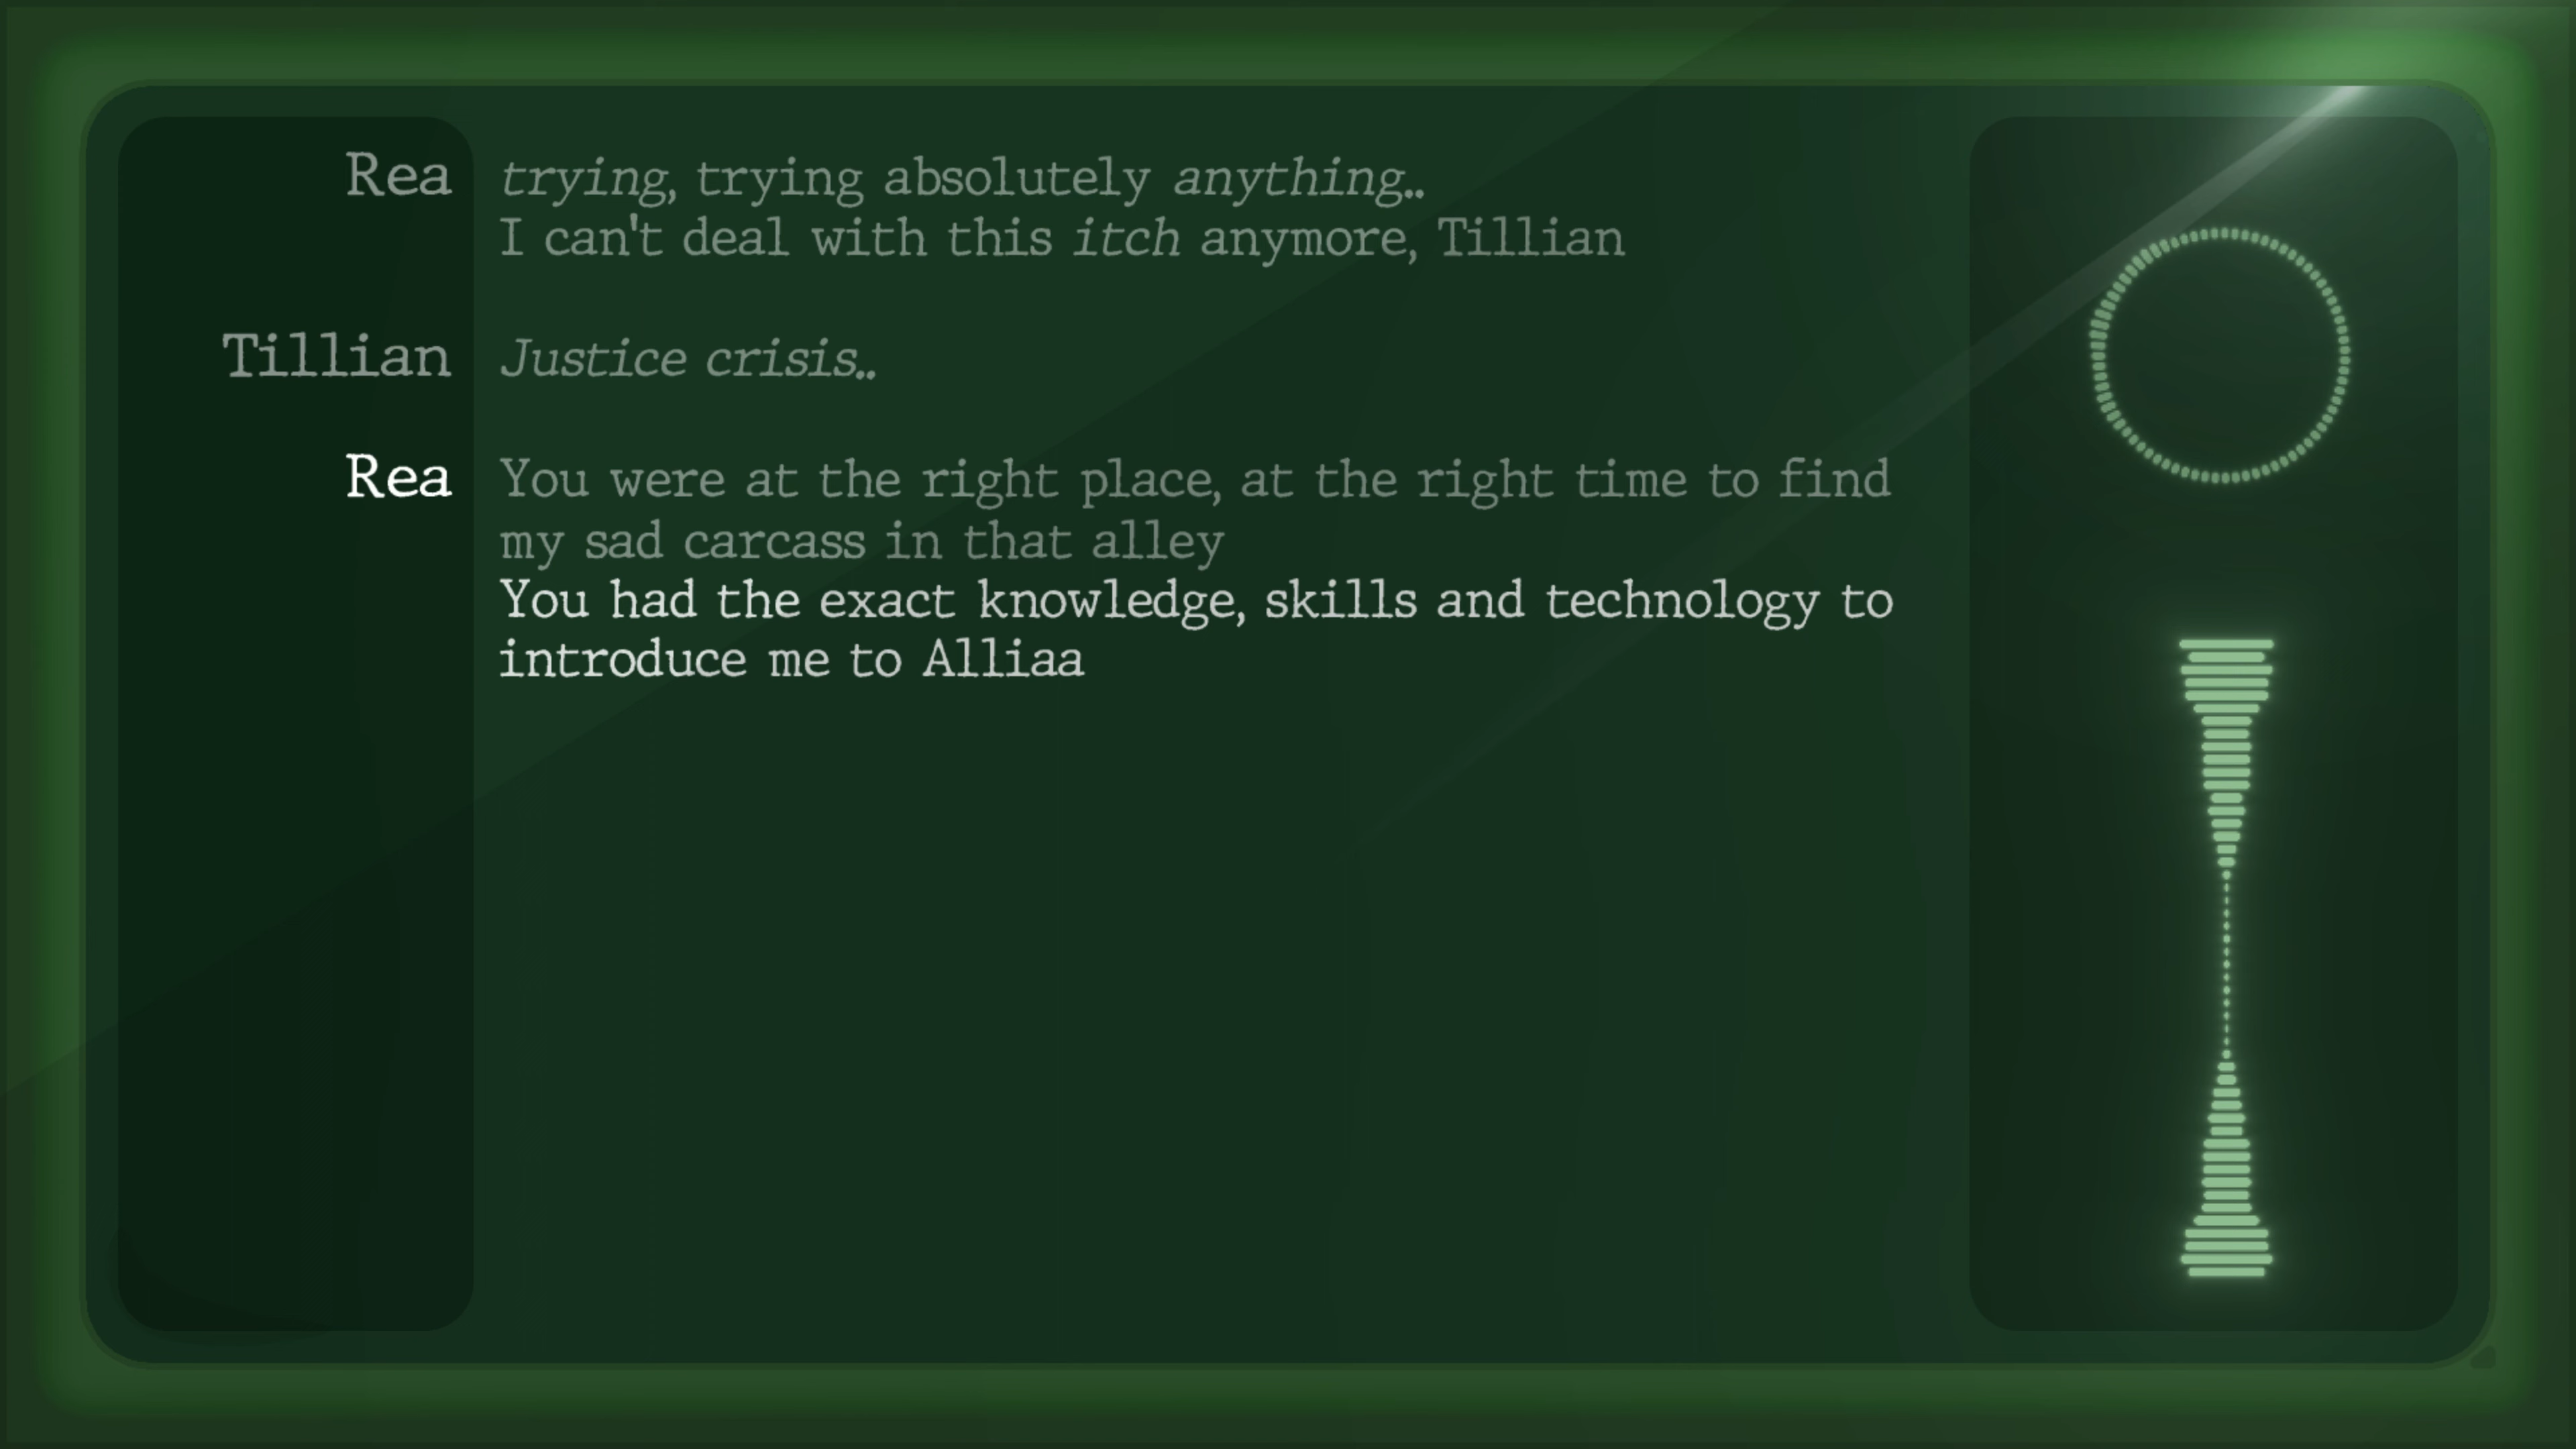 Rea trying, trying absolutely anything..
I can't deal with this itch anymore, Tillian
Tillian Justice crisis..
Rea You were at the right place, at the right time to find
my sad carcass in that alley
You had the exact knowledge, skills and technology to
introduce me to Alliaa